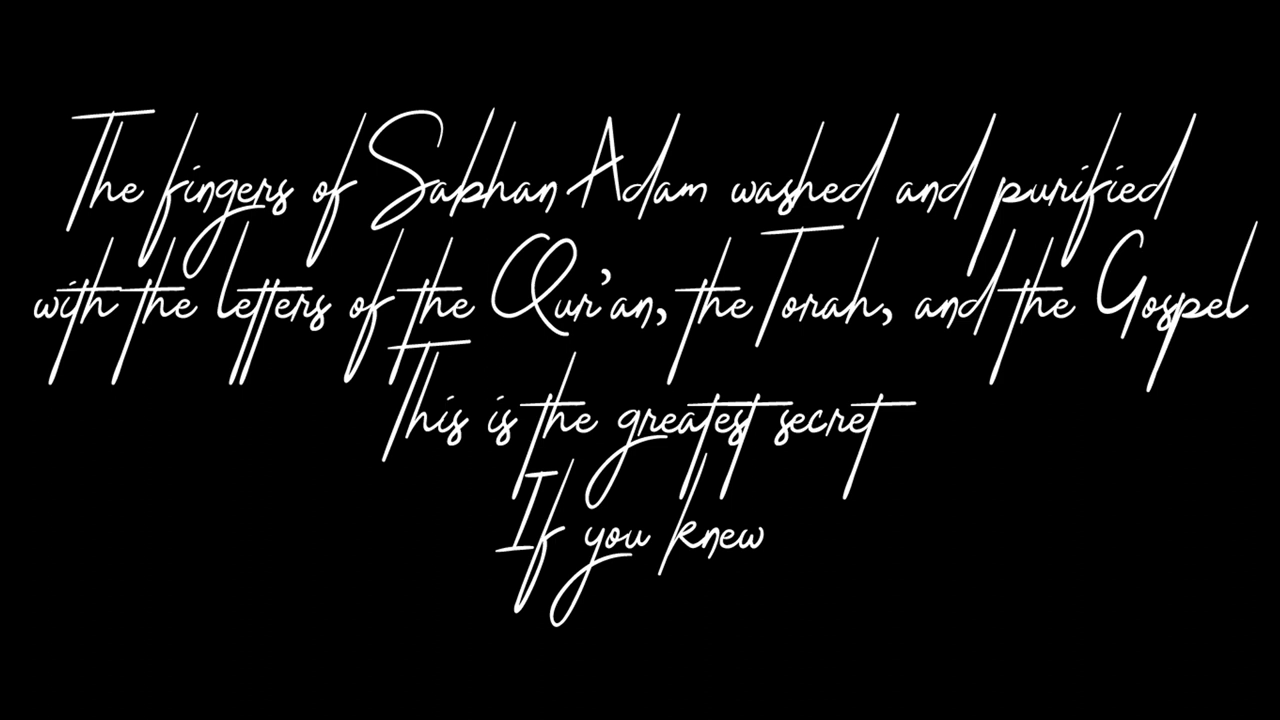 The fingers of Sabhan Adam washed and purified
with the letters of the Qur'an, the Torah, and the Gospel
This is the greatest secret
If you knew